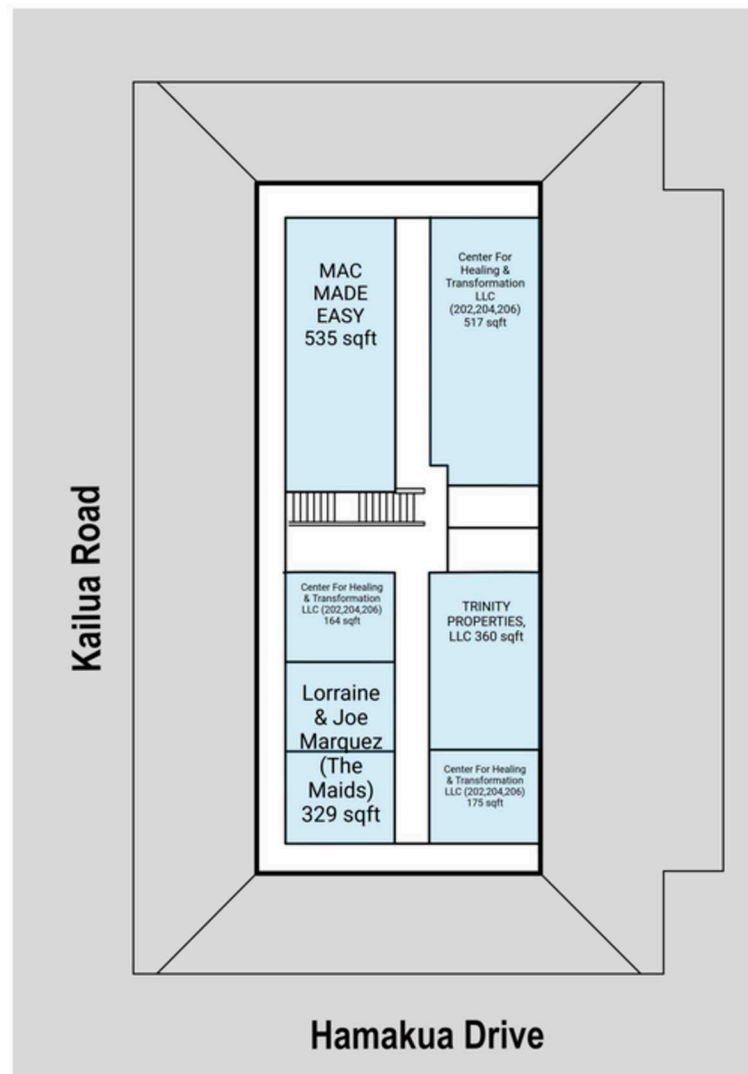 MAC
MADE
EASY
535 sqft
Center For
Healing &
Transformation
LLC
(202,204,206)
517 sqft
Kailua Road
Center For Healing
& Transformation
LLC (202,204,206)
164 sqft
TRINITY
PROPERTIES,
LLC 360 sqft
Lorraine
& Joe
Marquez
(The
Maids)
329 sqft
Center For Healing
& Transformation
LLC (202,204,206)
175 sqft
Hamakua Drive